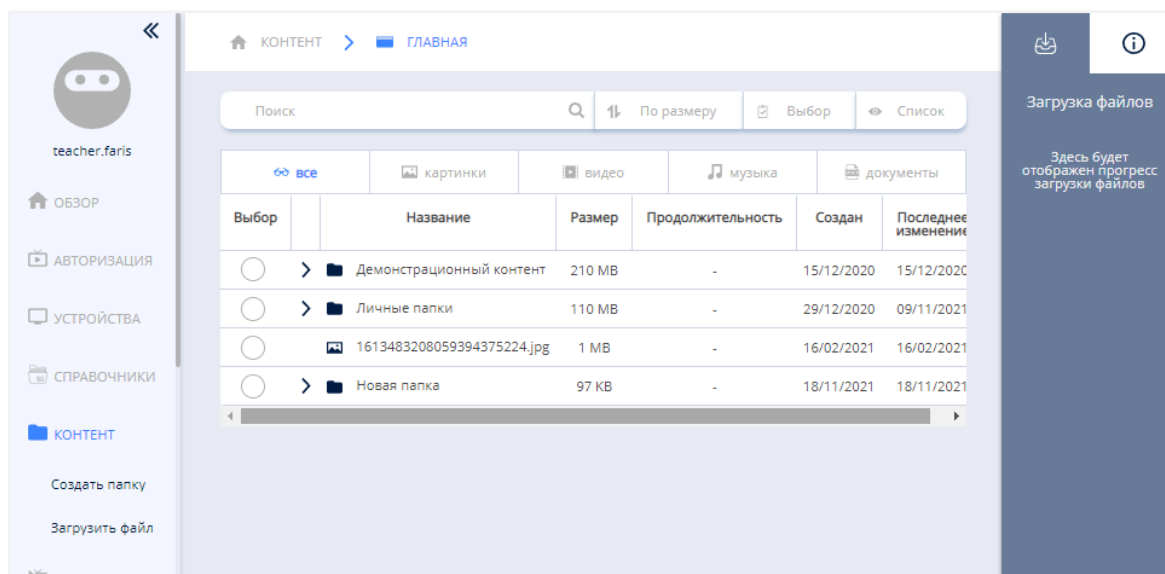 teacher.faris
ОБЗОР
АВТОРИЗАЦИЯ
УСТРОЙСТВА
СПРАВОЧНИКИ
КОНТЕНТ
Создать папку
Загрузить файл
КОНТЕНТ ГЛАВНАЯ
Поиск По размеру Выбор Список
все картинки видео музыка документы
Выбор Название Размер Продолжительность Создан Последнее
изменение
Демонстрационный контент 210 MB - 15/12/2020 15/12/2020
Личные папки 110 MB - 29/12/2020 09/11/2021
1613483208059394375224.jpg 1 MB - 16/02/2021 16/02/2021
Новая папка 97 KB - 18/11/2021 18/11/2021
Загрузка файлов
Здесь будет
отображен прогресс
загрузки файлов